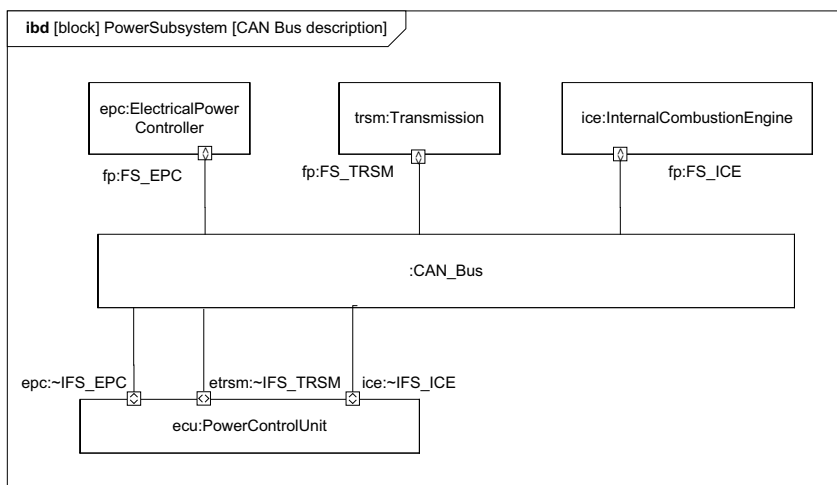 ibd [block] PowerSubsystem [CAN Bus description]
epc:ElectricalPower
Controller
trsm:Transmission
ice:InternalCombustionEngine
fp:FS_EPC
fp:FS_TRSM
fp:FS_ICE
:CAN_Bus
epc:~IFS_EPC
etrsm:~IFS_TRSM
ice:~IFS_ICE
ecu:PowerControlUnit